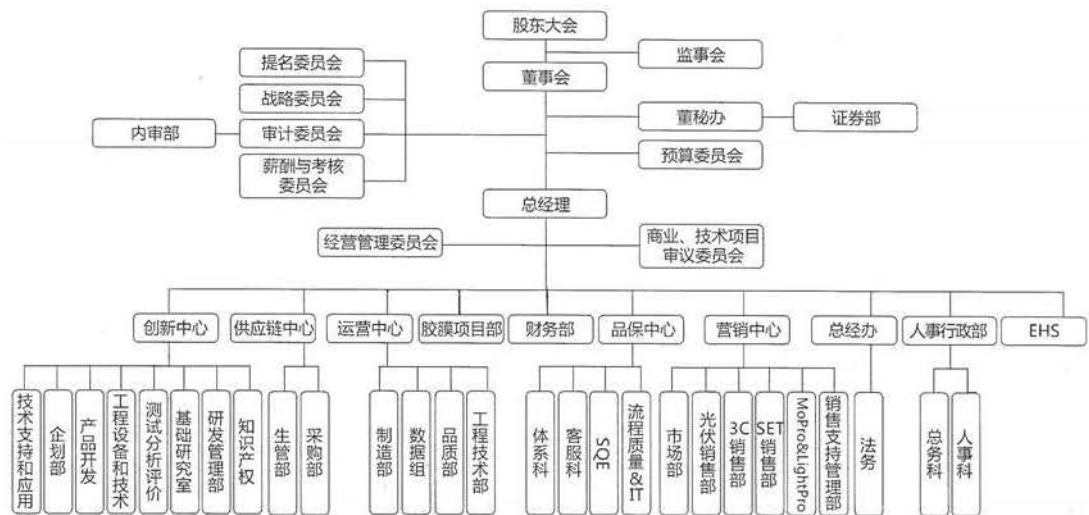 股东大会
监事会
提名委员会
董事会
战略委员会
内审部
审计委员会
董秘办
证券部
薪酬与考核
委员会
预算委员会
总经理
经营管理委员会
商业、技术项目
审议委员会
创新中心
供应链中心
运营中心
胶膜项目部
财务部
品保中心
营销中心
总经办
人事行政部
EHS
技术支持和应用
企划部
产品开发
工程设备和技术
测试分析评价
基础研究室
研发管理部
知识产权
生管部
采购部
制造部
数据组
品质部
工程技术部
体系科
客服科
SQE
流程质量&IT
市场部
光伏销售部
3C销售部
SET销售部
MoPro&LightPro
销售支持管理部
法务
总务科
人事科